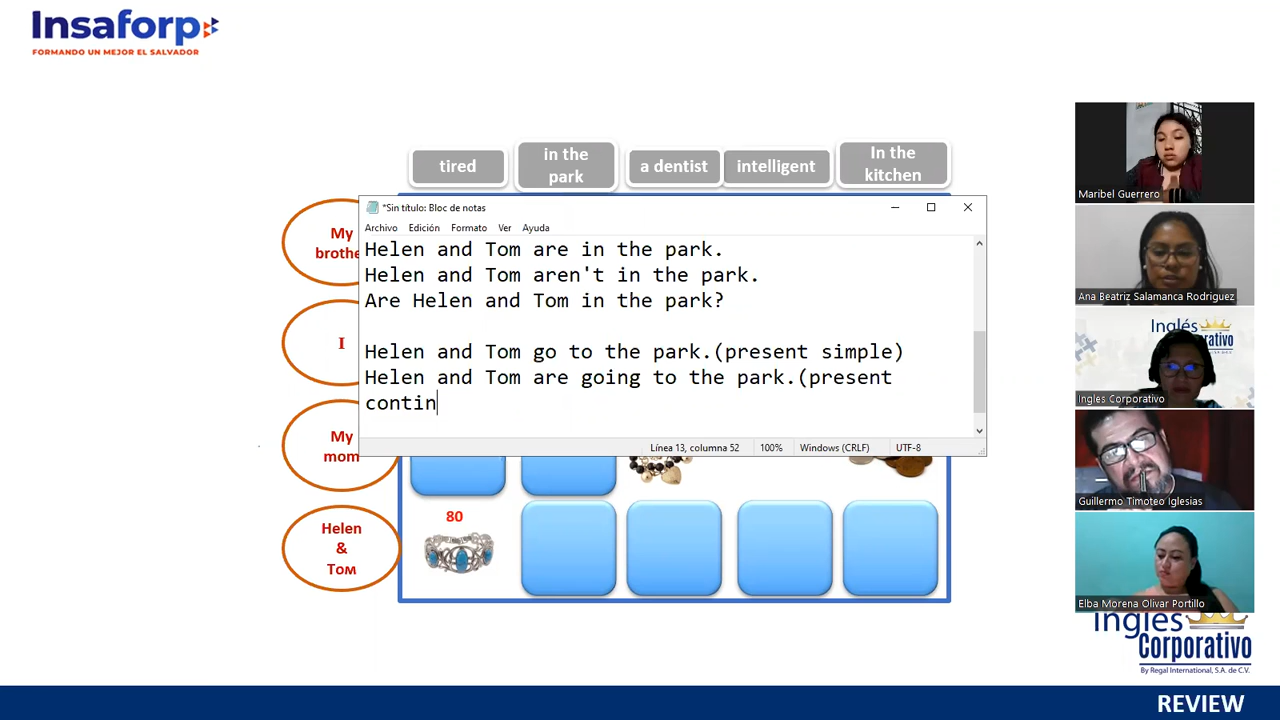 Insaforp
FORMANDO UN MEJOR EL SALVADOR
tired
in the
park
a dentist
intelligent
In the
kitchen
My
brothe
I
My
mom
Helen
&
Tom
*Sin título: Bloc de notas
Archivo Edición Formato Ver Ayuda
Helen and Tom are in the park.
Helen and Tom aren't in the park.
Are Helen and Tom in the park?
Helen and Tom go to the park.(present simple)
Helen and Tom are going to the park.(present
contin
Línea 13, columna 52 100% Windows (CRLF) UTF-8
80
Maribel Guerrero
Ana Beatriz Salamanca Rodriguez
Inglés
Corporativo
Ingles Corporativo
Guillermo Timoteo Iglesias
Elba Morena Olivar Portillo
Inglés
Corporativo
By Regal International, S.A. de C.V.
REVIEW